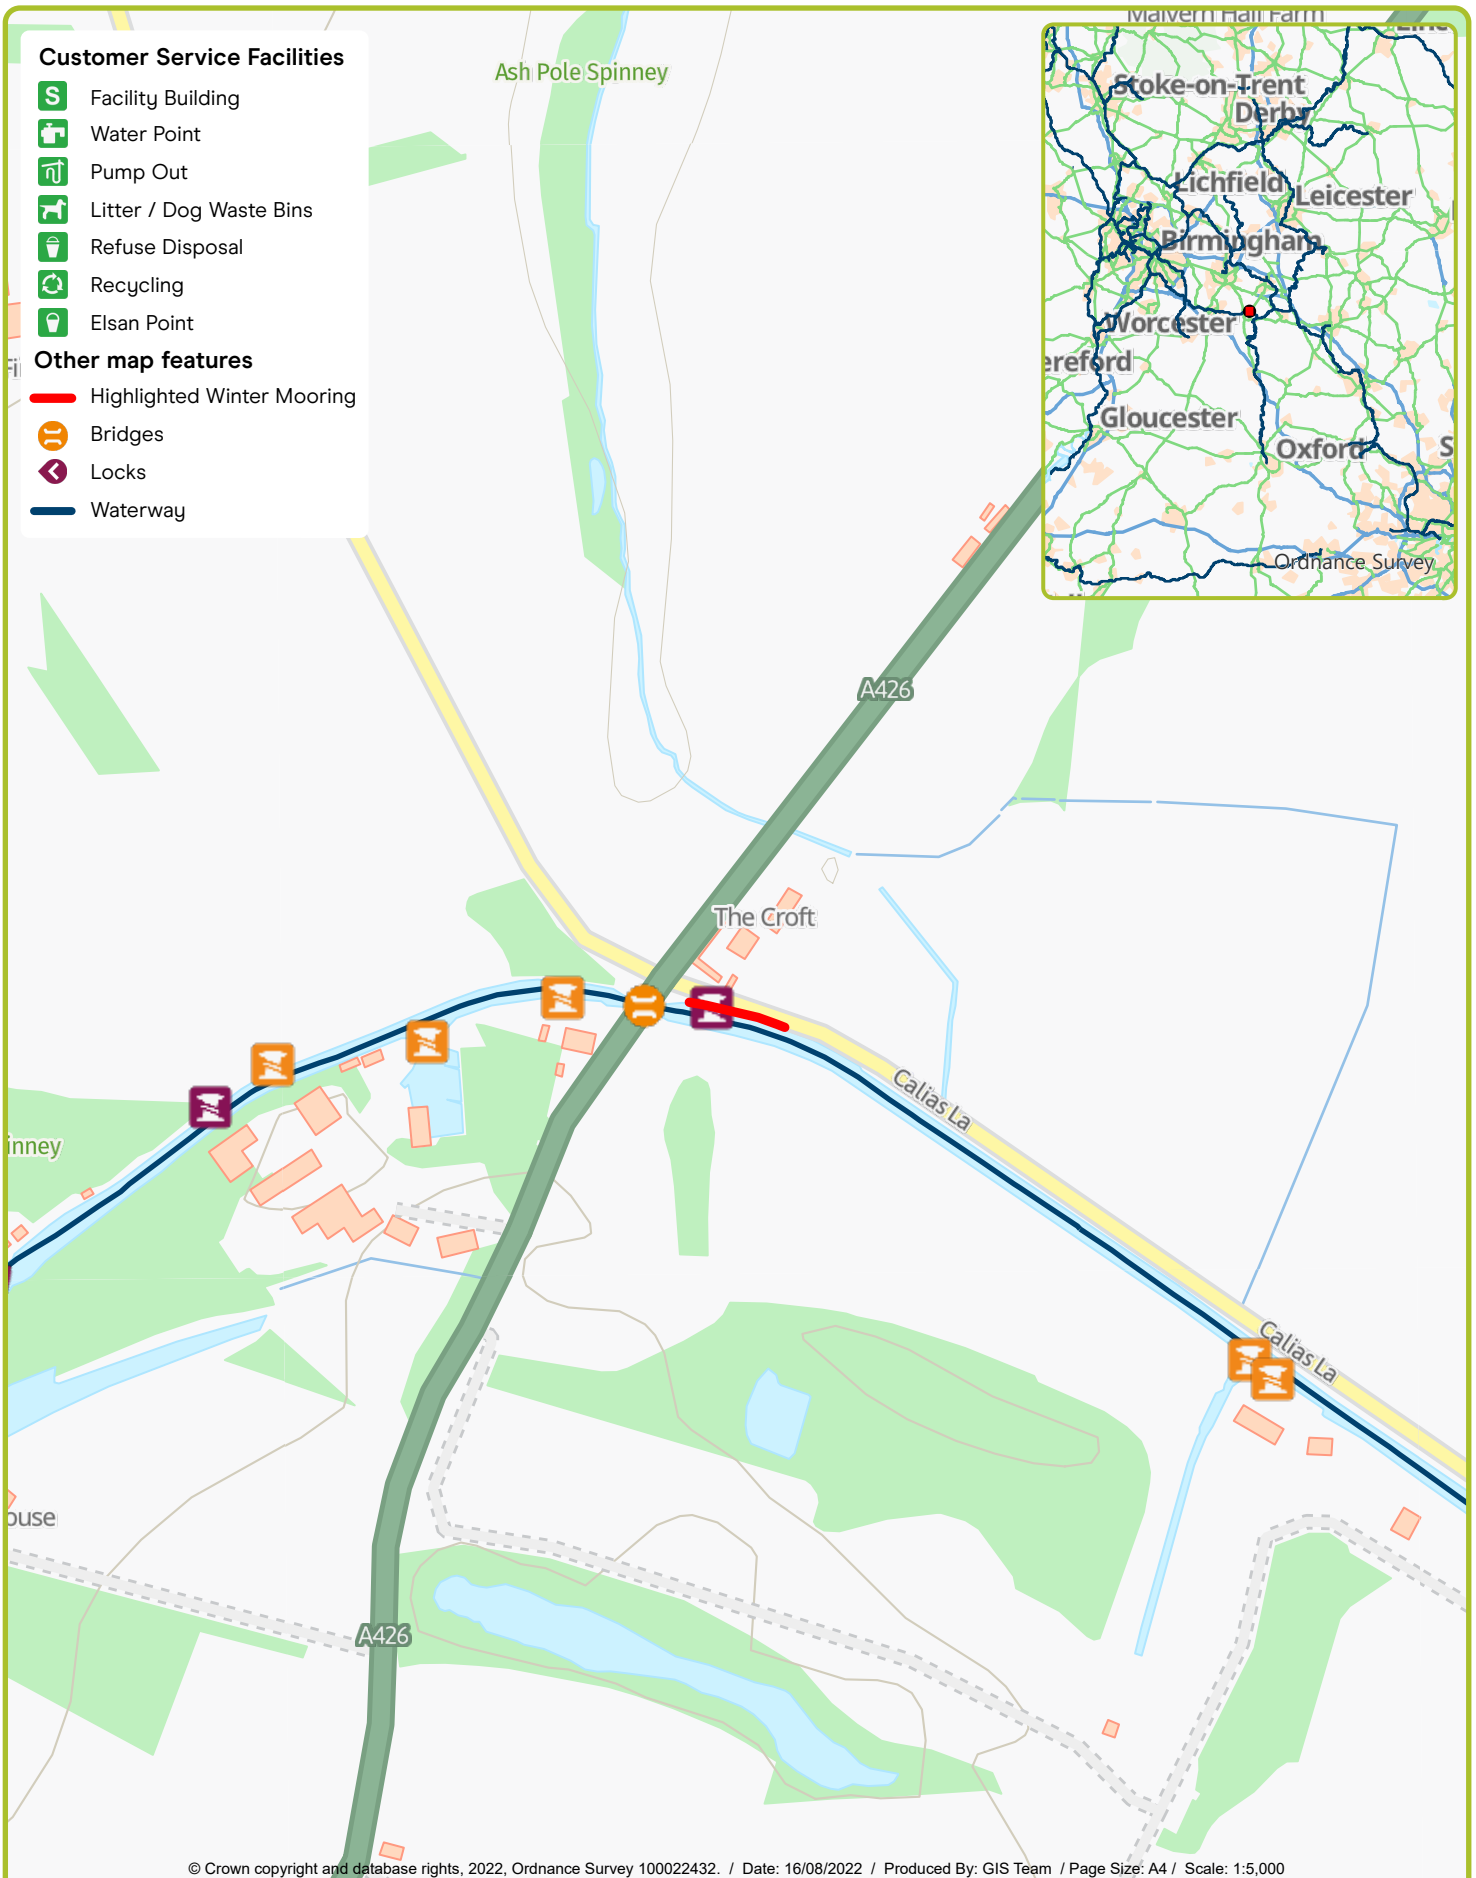 Malvern Hall Farm
Customer Service Facilities
S Facility Building
Water Point
Pump Out
Litter / Dog Waste Bins
Refuse Disposal
Recycling
Elsan Point
Other map features
Highlighted Winter Mooring
Bridges
Locks
Waterway
Ash Pole Spinney
Stoke-on-Trent
Derby
Lichfield
Leicester
Birmingham
Worcester
ereford
Gloucester
Oxford
S
Ordnance Survey
A426
The Croft
Calias La
inney
Calias La
ouse
A426
© Crown copyright and database rights, 2022, Ordnance Survey 100022432. / Date: 16/08/2022 / Produced By: GIS Team / Page Size: A4 / Scale: 1:5,000